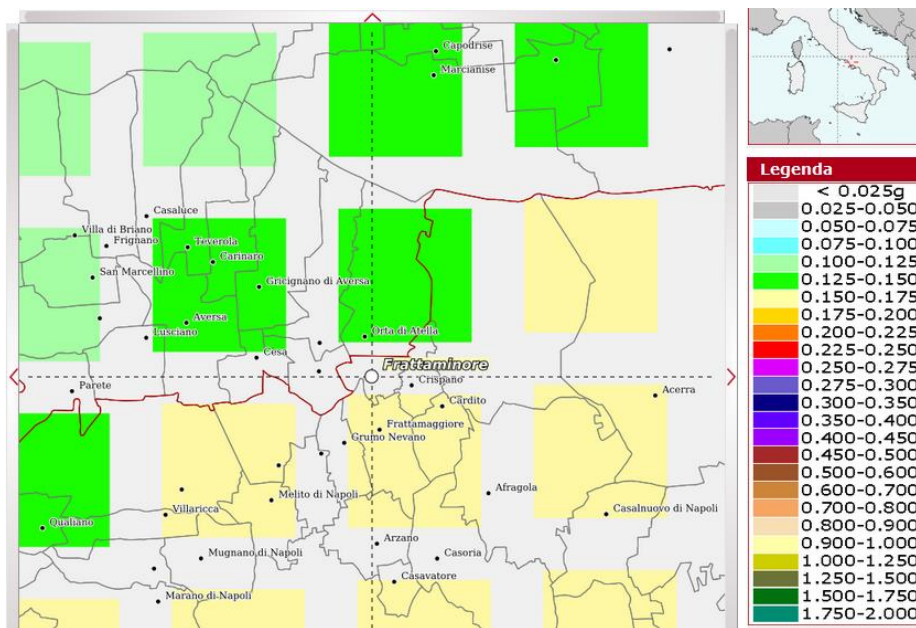 Capodrise
Marcianise
Casaluce
Villa di Briano
Frignano
Teverola
Carinaro
San Marcellino
Gricignano di Aversa
Aversa
Lusciano
Orta di Atella
Cesa
Frattaminore
Parete
Crispano
Acerra
Cardito
Frattamaggiore
Grumo Nevano
Melito di Napoli
Afragola
Villaricca
Casalnuovo di Napoli
Qualiano
Arzano
Mugnano di Napoli
Casoria
Casavatore
Marano di Napoli
Legenda
< 0.025g
0.025-0.050
0.050-0.075
0.075-0.100
0.100-0.125
0.125-0.150
0.150-0.175
0.175-0.200
0.200-0.225
0.225-0.250
0.250-0.275
0.275-0.300
0.300-0.350
0.350-0.400
0.400-0.450
0.450-0.500
0.500-0.600
0.600-0.700
0.700-0.800
0.800-0.900
0.900-1.000
1.000-1.250
1.250-1.500
1.500-1.750
1.750-2.000